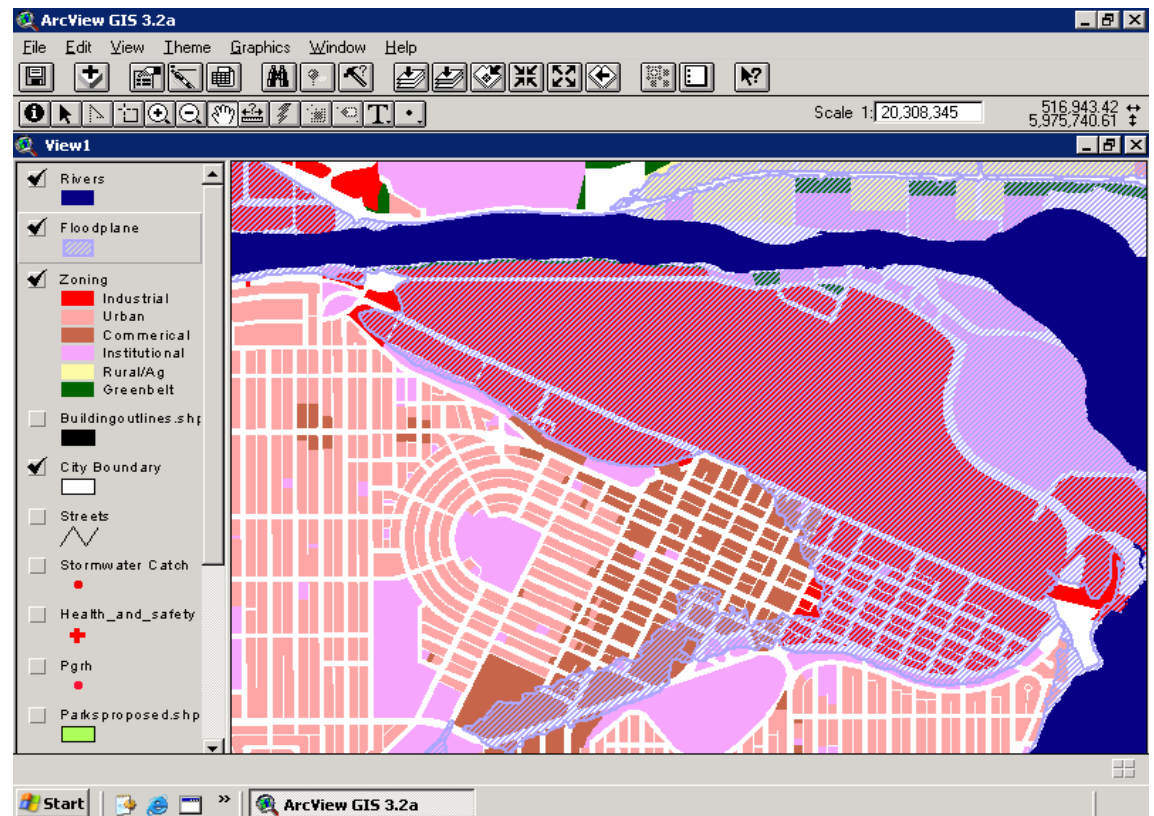 ArcView GIS 3.2a
File Edit View Theme Graphics Window Help
Scale 1: 20,308,345
516,943.42
5,975,740.61
View1
Rivers
Floodplane
Zoning
Industrial
Urban
Commerical
Institutional
Rural/Ag
Greenbelt
Buildingoutlines.shp
City Boundary
Streets
Stormwater Catch
Health_and_safety
Pgrh
Parksproposed.shp
Start » ArcView GIS 3.2a